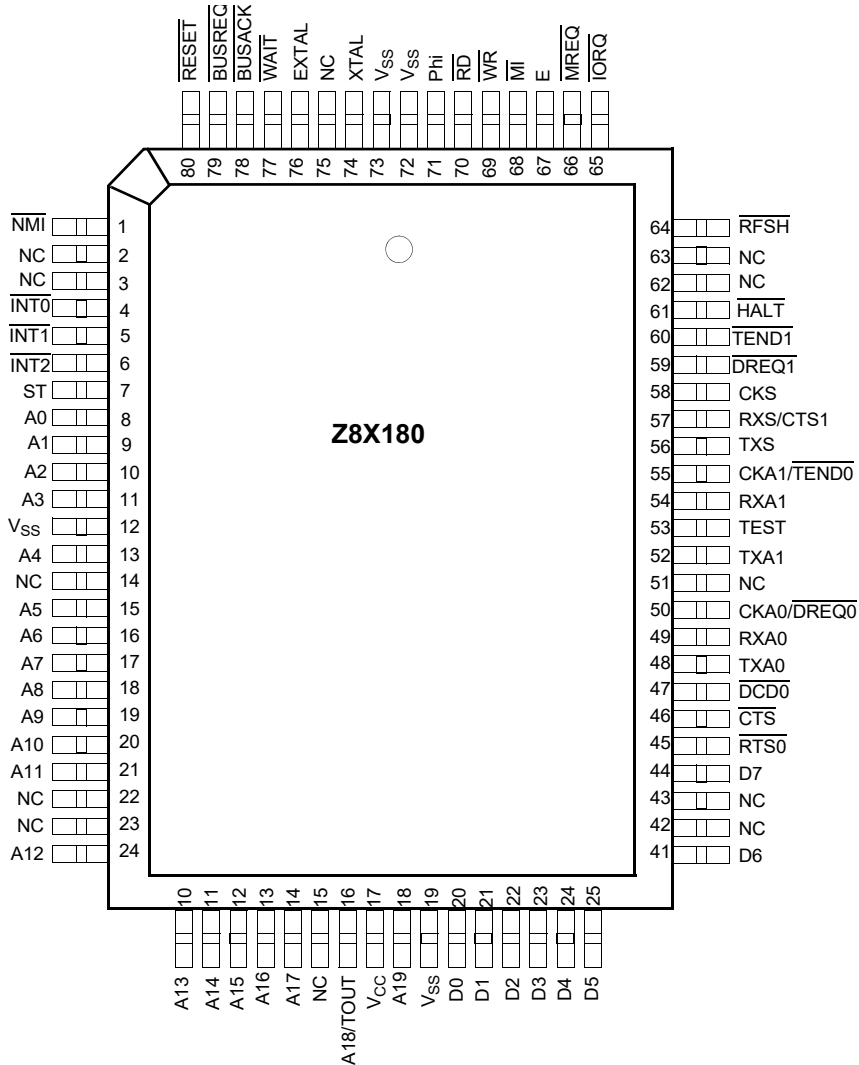 RESET BUSREQ BUSACK WAIT EXTAL NC XTAL VSS VSS Phi RD WR MI E MREQ IORQ
80 79 78 77 76 75 74 73 72 71 70 69 68 67 66 65
NMI 1 64 RFSH
NC 2 63 NC
NC 3 62 NC
INT0 4 61 HALT
INT1 5 60 TEND1
INT2 6 59 DREQ1
ST 7 58 CKS
A0 8 57 RXS/CTS1
A1 9 56 TXS
A2 10 55 CKA1/TEND0
A3 11 54 RXA1
VSS 12 53 TEST
A4 13 52 TXA1
NC 14 51 NC
A5 15 50 CKA0/DREQ0
A6 16 49 RXA0
A7 17 48 TXA0
A8 18 47 DCD0
A9 19 46 CTS
A10 20 45 RTS0
A11 21 44 D7
NC 22 43 NC
NC 23 42 NC
A12 24 41 D6
Z8X180
10 11 12 13 14 15 16 17 18 19 20 21 22 23 24 25
A13 A14 A15 A16 A17 NC A18/TOUT VCC A19 VSS D0 D1 D2 D3 D4 D5